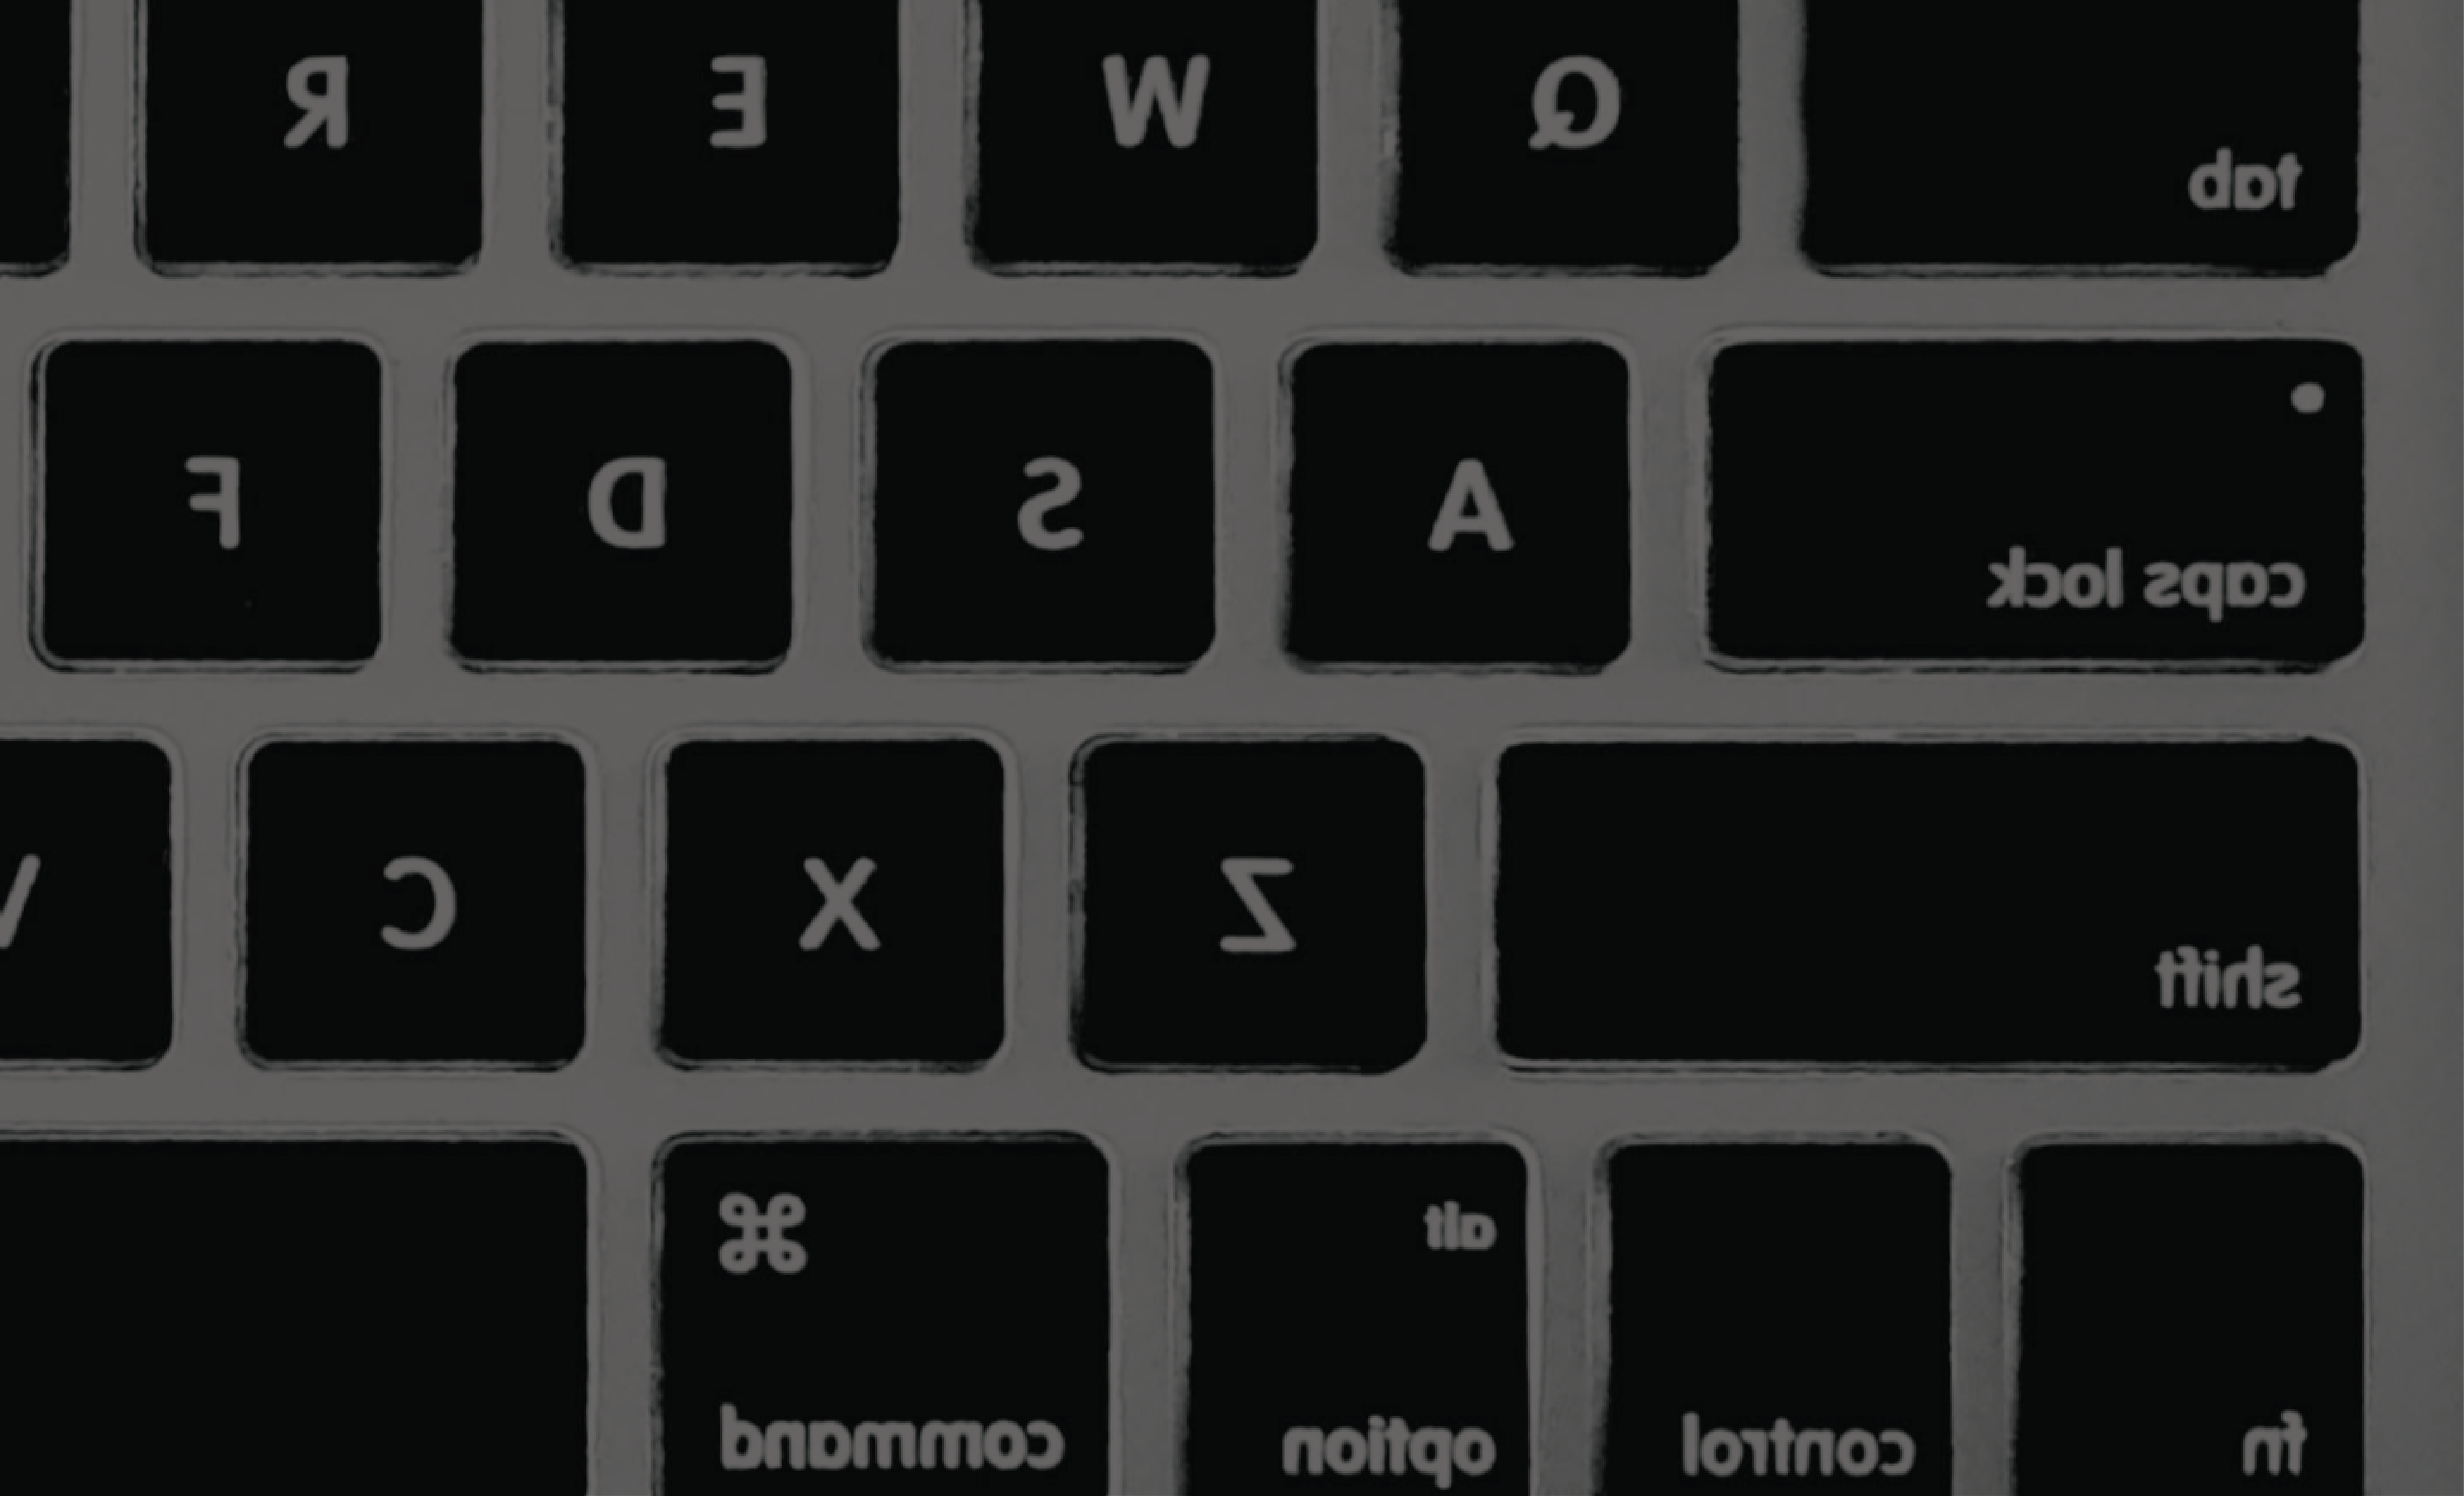 R E W Q tab
F D S A caps lock
V C X Z shift
⌘ alt
command option control fn